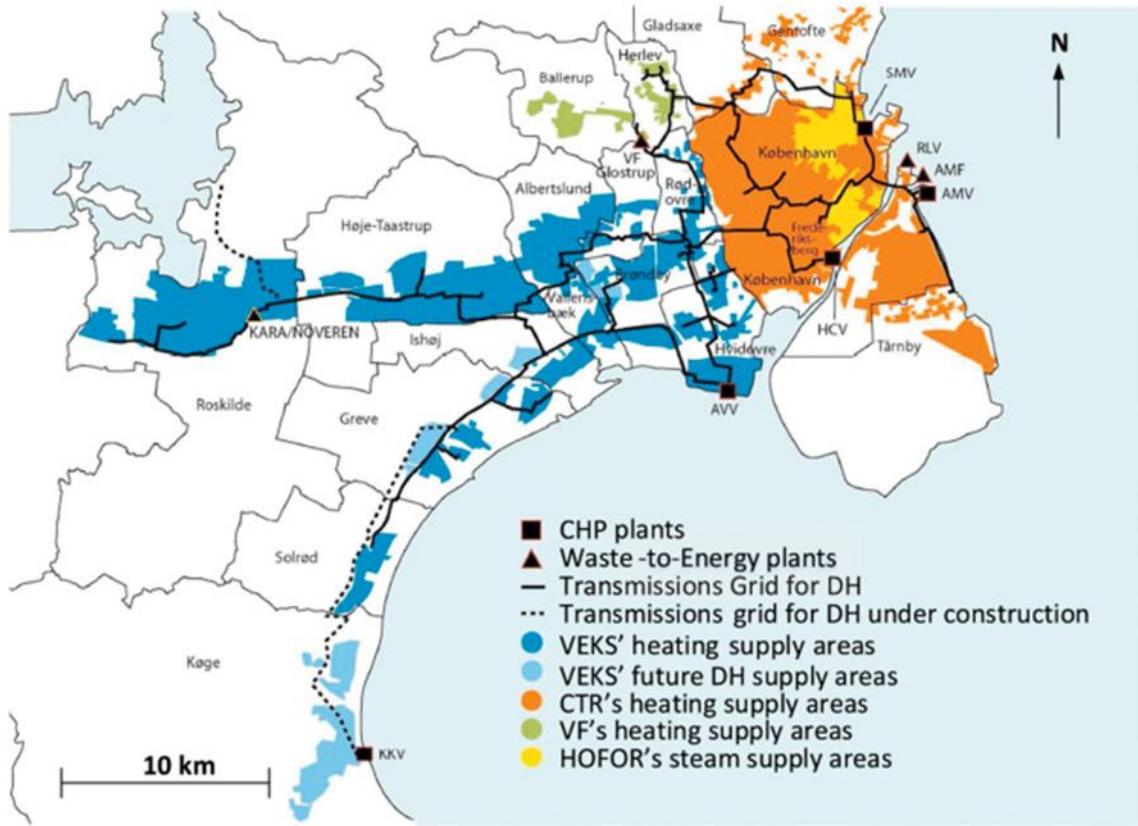 Gladsaxe
Gentofte
Herlev
N
Ballerup
SMV
København
RLV
VF
AMF
Glostrup
Rød-
ovre
AMV
Albertslund
Høje-Taastrup
Frede
riks-
berg
Brøndby
København
Vallens-
bæk
KARA/NOVEREN
HCV
Ishøj
Hvidovre
Tårnby
Roskilde
AVV
Greve
CHP plants
Waste -to-Energy plants
Solrød
Transmissions Grid for DH
Transmissions grid for DH under construction
VEKS' heating supply areas
Køge
VEKS' future DH supply areas
CTR's heating supply areas
VF's heating supply areas
KKV
HOFOR's steam supply areas
10 km